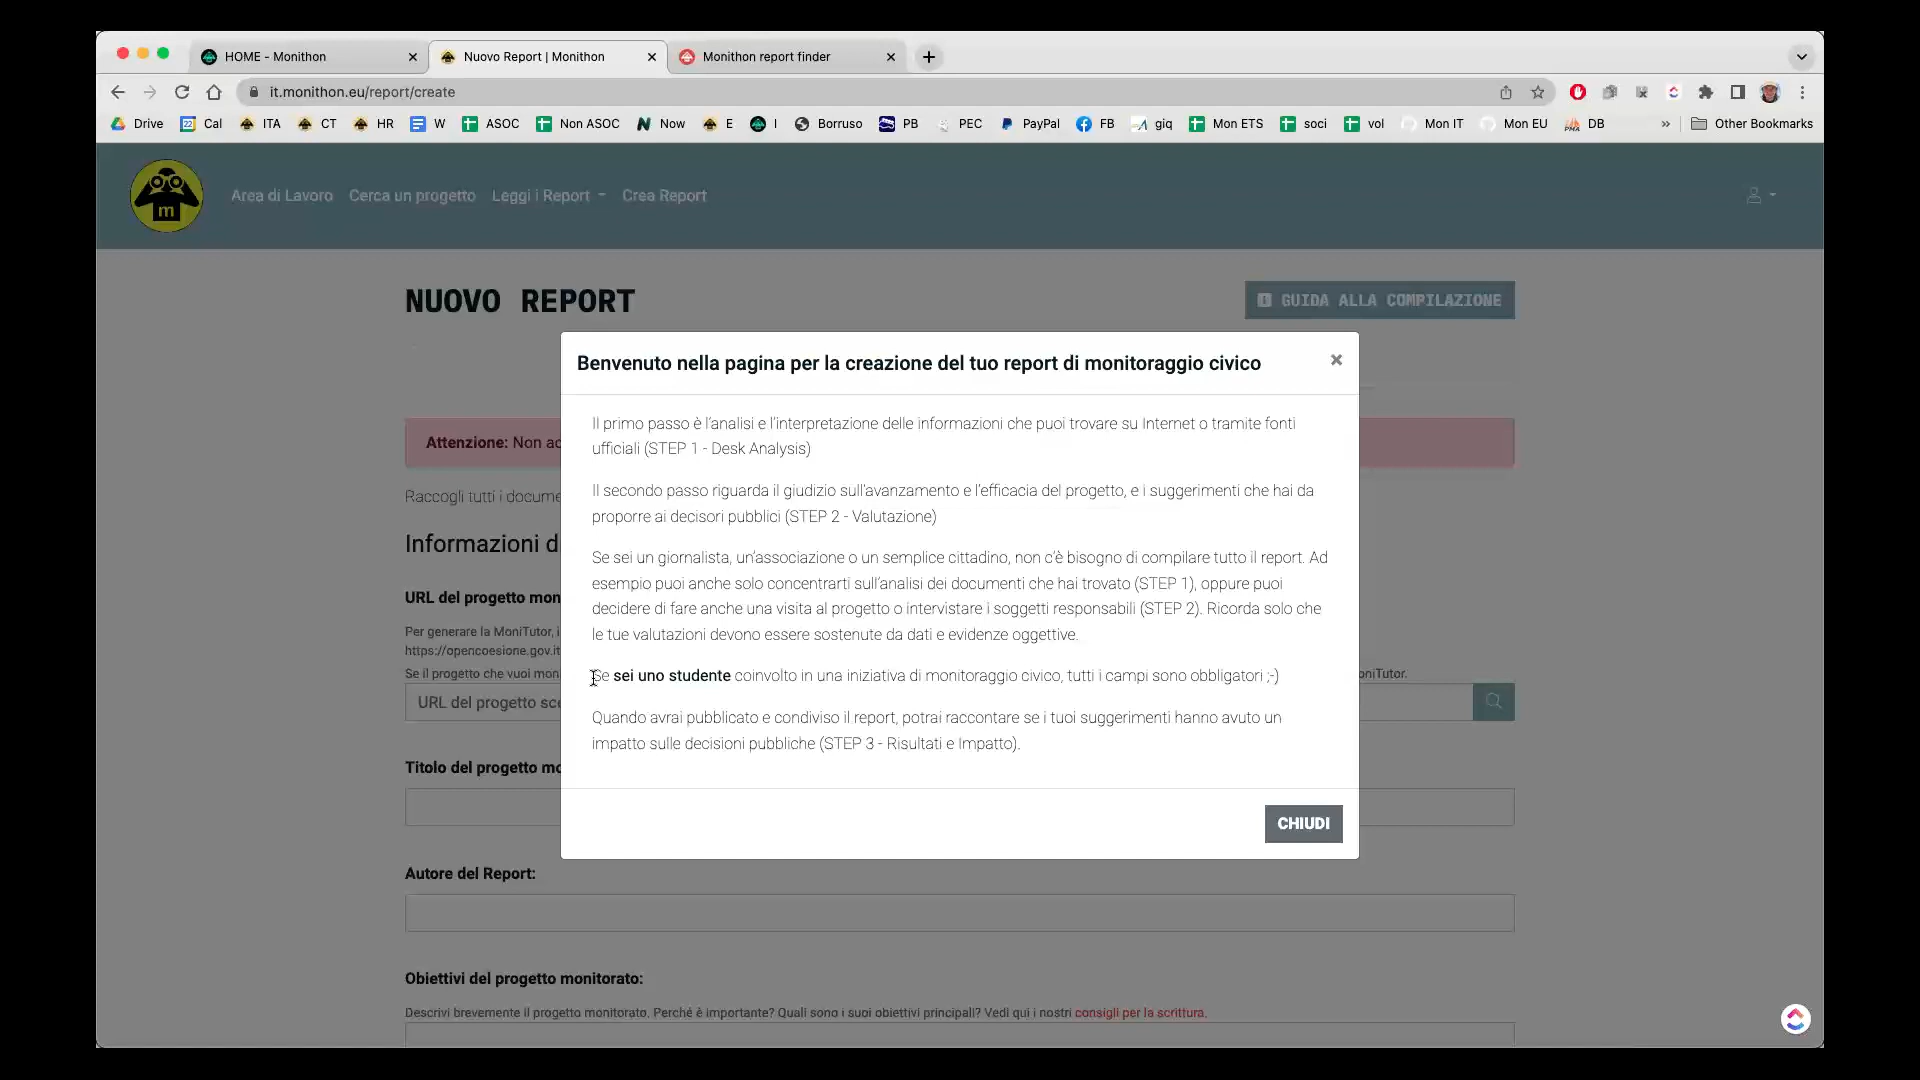 HOME - Monithon
Nuovo Report | Monithon
Monithon report finder
it.monithon.eu/report/create
Drive
22
Cal
ITA
CT
HR
W
ASOC
Non ASOC
Now
E
I
Borruso
PB
PEC
PayPal
FB
giq
Mon ETS
soci
vol
Mon IT
Mon EU
DB
»
Other Bookmarks
m
Area di Lavoro
Cerca un progetto
Leggi i Report
Crea Report
NUOVO REPORT
GUIDA ALLA COMPILAZIONE
Benvenuto nella pagina per la creazione del tuo report di monitoraggio civico
×
Il primo passo è l'analisi e l'interpretazione delle informazioni che puoi trovare su Internet o tramite fonti
ufficiali (STEP 1 - Desk Analysis)
Il secondo passo riguarda il giudizio sull'avanzamento e l'efficacia del progetto, e i suggerimenti che hai da
proporre ai decisori pubblici (STEP 2 - Valutazione)
Se sei un giornalista, un'associazione o un semplice cittadino, non c'è bisogno di compilare tutto il report. Ad
esempio puoi anche solo concentrarti sull'analisi dei documenti che hai trovato (STEP 1), oppure puoi
decidere di fare anche una visita al progetto o intervistare i soggetti responsabili (STEP 2). Ricorda solo che
le tue valutazioni devono essere sostenute da dati e evidenze oggettive.
Se sei uno studente coinvolto in una iniziativa di monitoraggio civico, tutti i campi sono obbligatori ;-)
Quando avrai pubblicato e condiviso il report, potrai raccontare se i tuoi suggerimenti hanno avuto un
impatto sulle decisioni pubbliche (STEP 3 - Risultati e Impatto).
CHIUDI
Attenzione: Non ac
Raccogli tutti i docume
Informazioni d
URL del progetto mon
Per generare la MoniTutor, i
https://opencoesione.gov.it
Se il progetto che vuoi mon
oniTutor.
URL del progetto sce
Titolo del progetto mo
Autore del Report:
Obiettivi del progetto monitorato:
Descrivi brevemente il progetto monitorato. Perché è importante? Quali sono i suoi obiettivi principali? Vedi qui i nostri consigli per la scrittura.